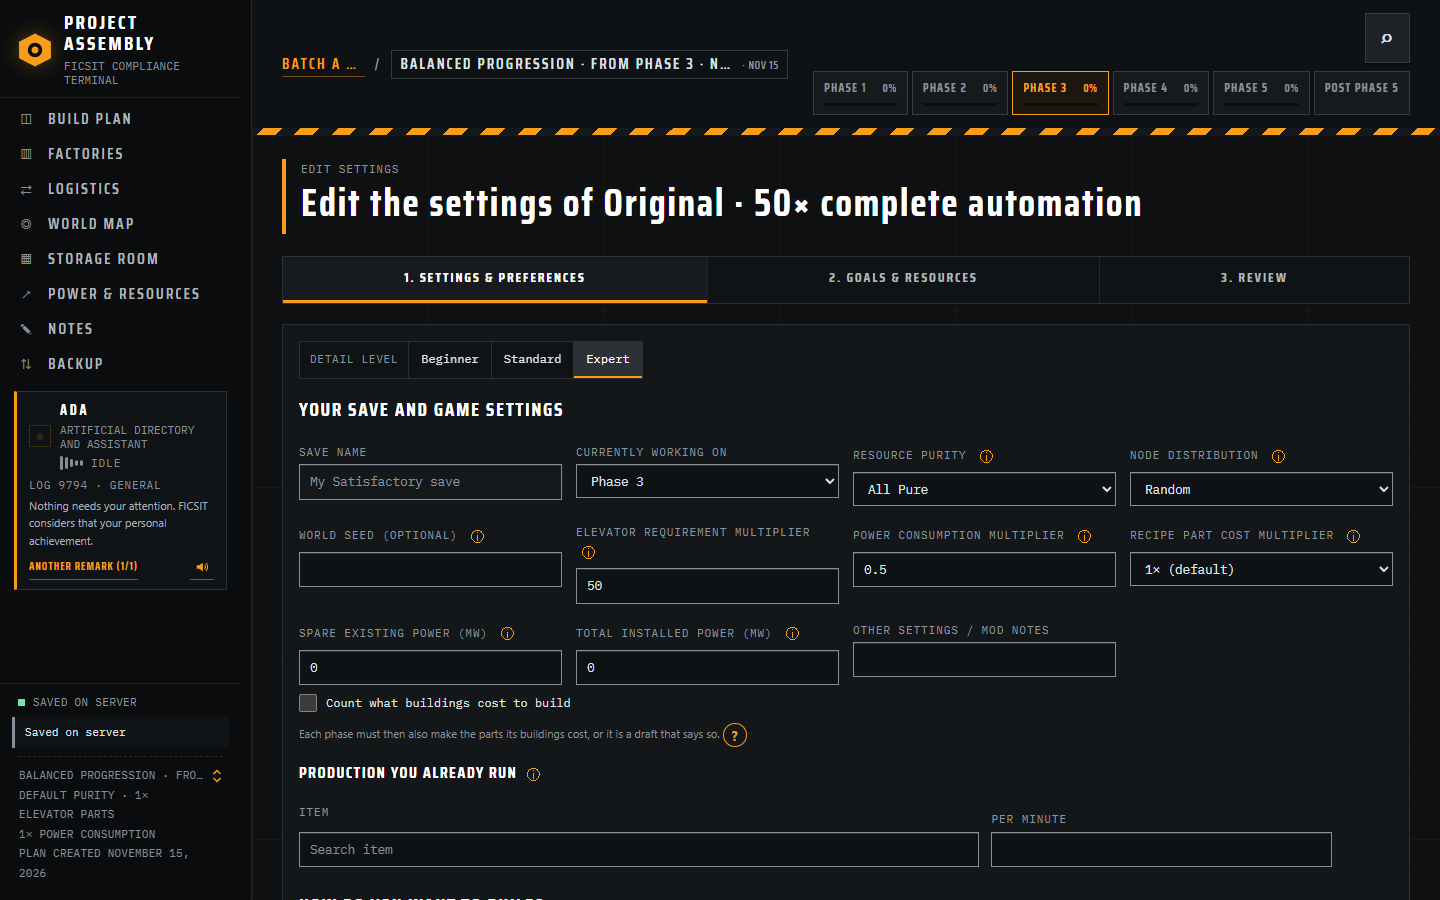 PROJECT
ASSEMBLY
FICSIT COMPLIANCE
TERMINAL
BUILD PLAN
FACTORIES
LOGISTICS
WORLD MAP
STORAGE ROOM
POWER & RESOURCES
NOTES
BACKUP
ADA
ARTIFICIAL DIRECTORY
AND ASSISTANT
IDLE
LOG 9794 · GENERAL
Nothing needs your attention. FICSIT
considers that your personal
achievement.
ANOTHER REMARK (1/1)
SAVED ON SERVER
Saved on server
BALANCED PROGRESSION · FRO…
DEFAULT PURITY · 1×
ELEVATOR PARTS
1× POWER CONSUMPTION
PLAN CREATED NOVEMBER 15,
2026
BATCH A … / BALANCED PROGRESSION · FROM PHASE 3 · N… · NOV 15
PHASE 1 0%
PHASE 2 0%
PHASE 3 0%
PHASE 4 0%
PHASE 5 0%
POST PHASE 5
EDIT SETTINGS
Edit the settings of Original · 50× complete automation
1. SETTINGS & PREFERENCES
2. GOALS & RESOURCES
3. REVIEW
DETAIL LEVEL Beginner Standard Expert
YOUR SAVE AND GAME SETTINGS
SAVE NAME
My Satisfactory save
CURRENTLY WORKING ON
Phase 3
RESOURCE PURITY
All Pure
NODE DISTRIBUTION
Random
WORLD SEED (OPTIONAL)
ELEVATOR REQUIREMENT MULTIPLIER
50
POWER CONSUMPTION MULTIPLIER
0.5
RECIPE PART COST MULTIPLIER
1× (default)
SPARE EXISTING POWER (MW)
0
TOTAL INSTALLED POWER (MW)
0
OTHER SETTINGS / MOD NOTES
Count what buildings cost to build
Each phase must then also make the parts its buildings cost, or it is a draft that says so. ?
PRODUCTION YOU ALREADY RUN
ITEM
Search item
PER MINUTE